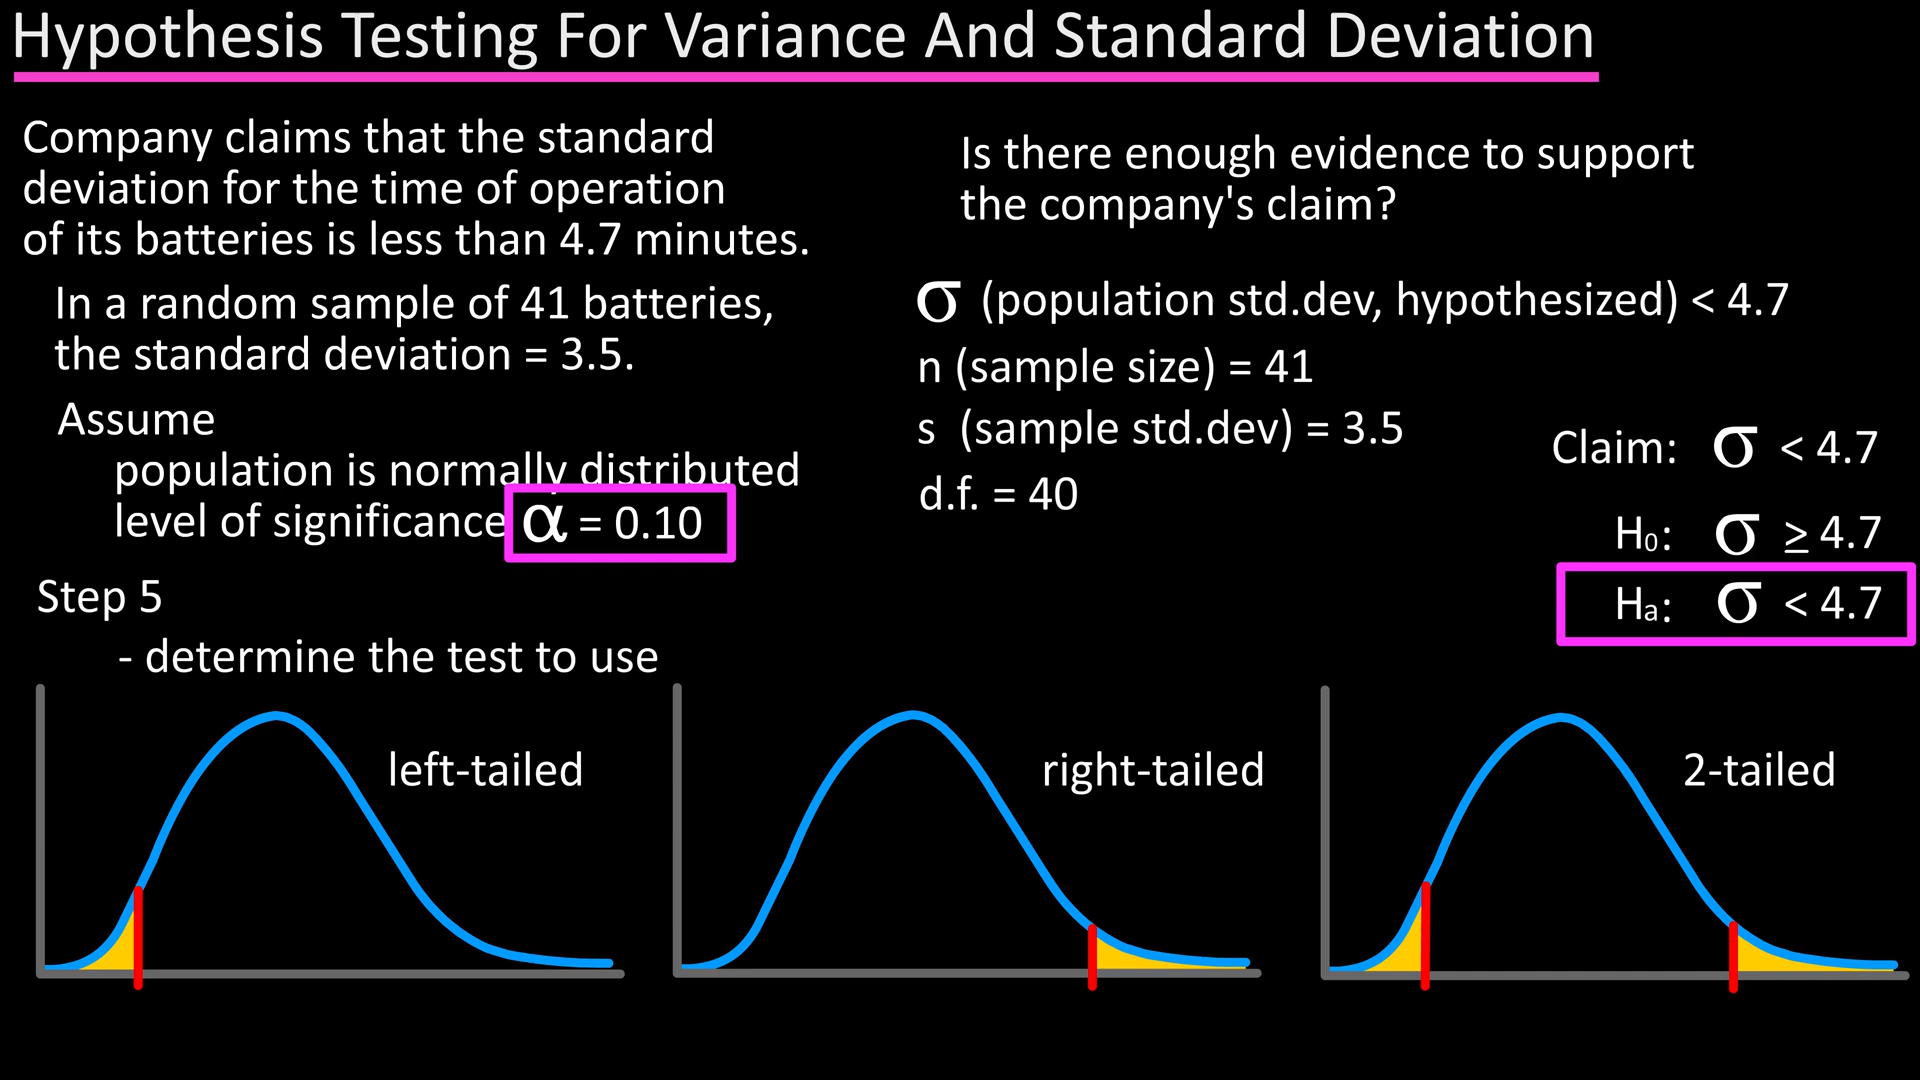 Hypothesis Testing For Variance And Standard Deviation
Company claims that the standard
deviation for the time of operation
of its batteries is less than 4.7 minutes.
In a random sample of 41 batteries,
the standard deviation = 3.5.
Assume
population is normally distributed
level of significance α = 0.10
Is there enough evidence to support
the company's claim?
σ (population std.dev, hypothesized) < 4.7
n (sample size) = 41
s (sample std.dev) = 3.5
d.f. = 40
Claim: σ < 4.7
H₀: σ ≥ 4.7
Hₐ: σ < 4.7
Step 5
- determine the test to use
left-tailed
right-tailed
2-tailed